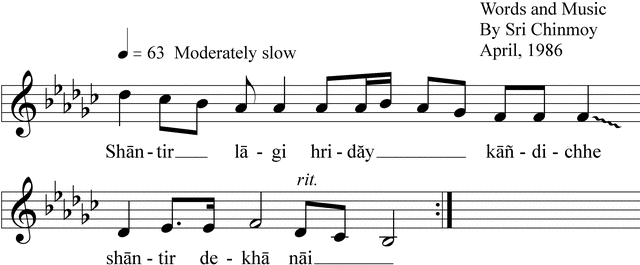 Words and Music
By Sri Chinmoy
April, 1986
= 63 Moderately slow
Shān - tir lā - gi hri - dăy kāñ - di - chhe
rit.
shān - tir de - khā nāi